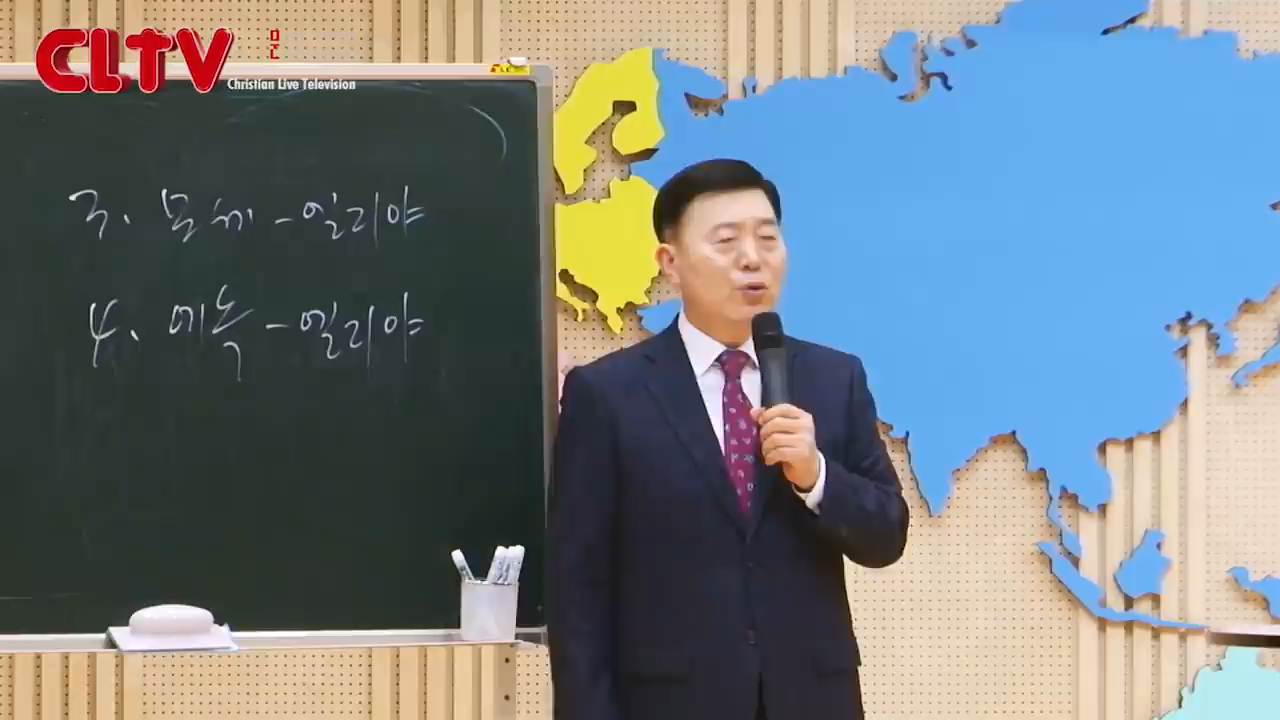 CLTV
Christian Live Television
3. 모세 - 엘리야
4. 에녹 - 엘리야